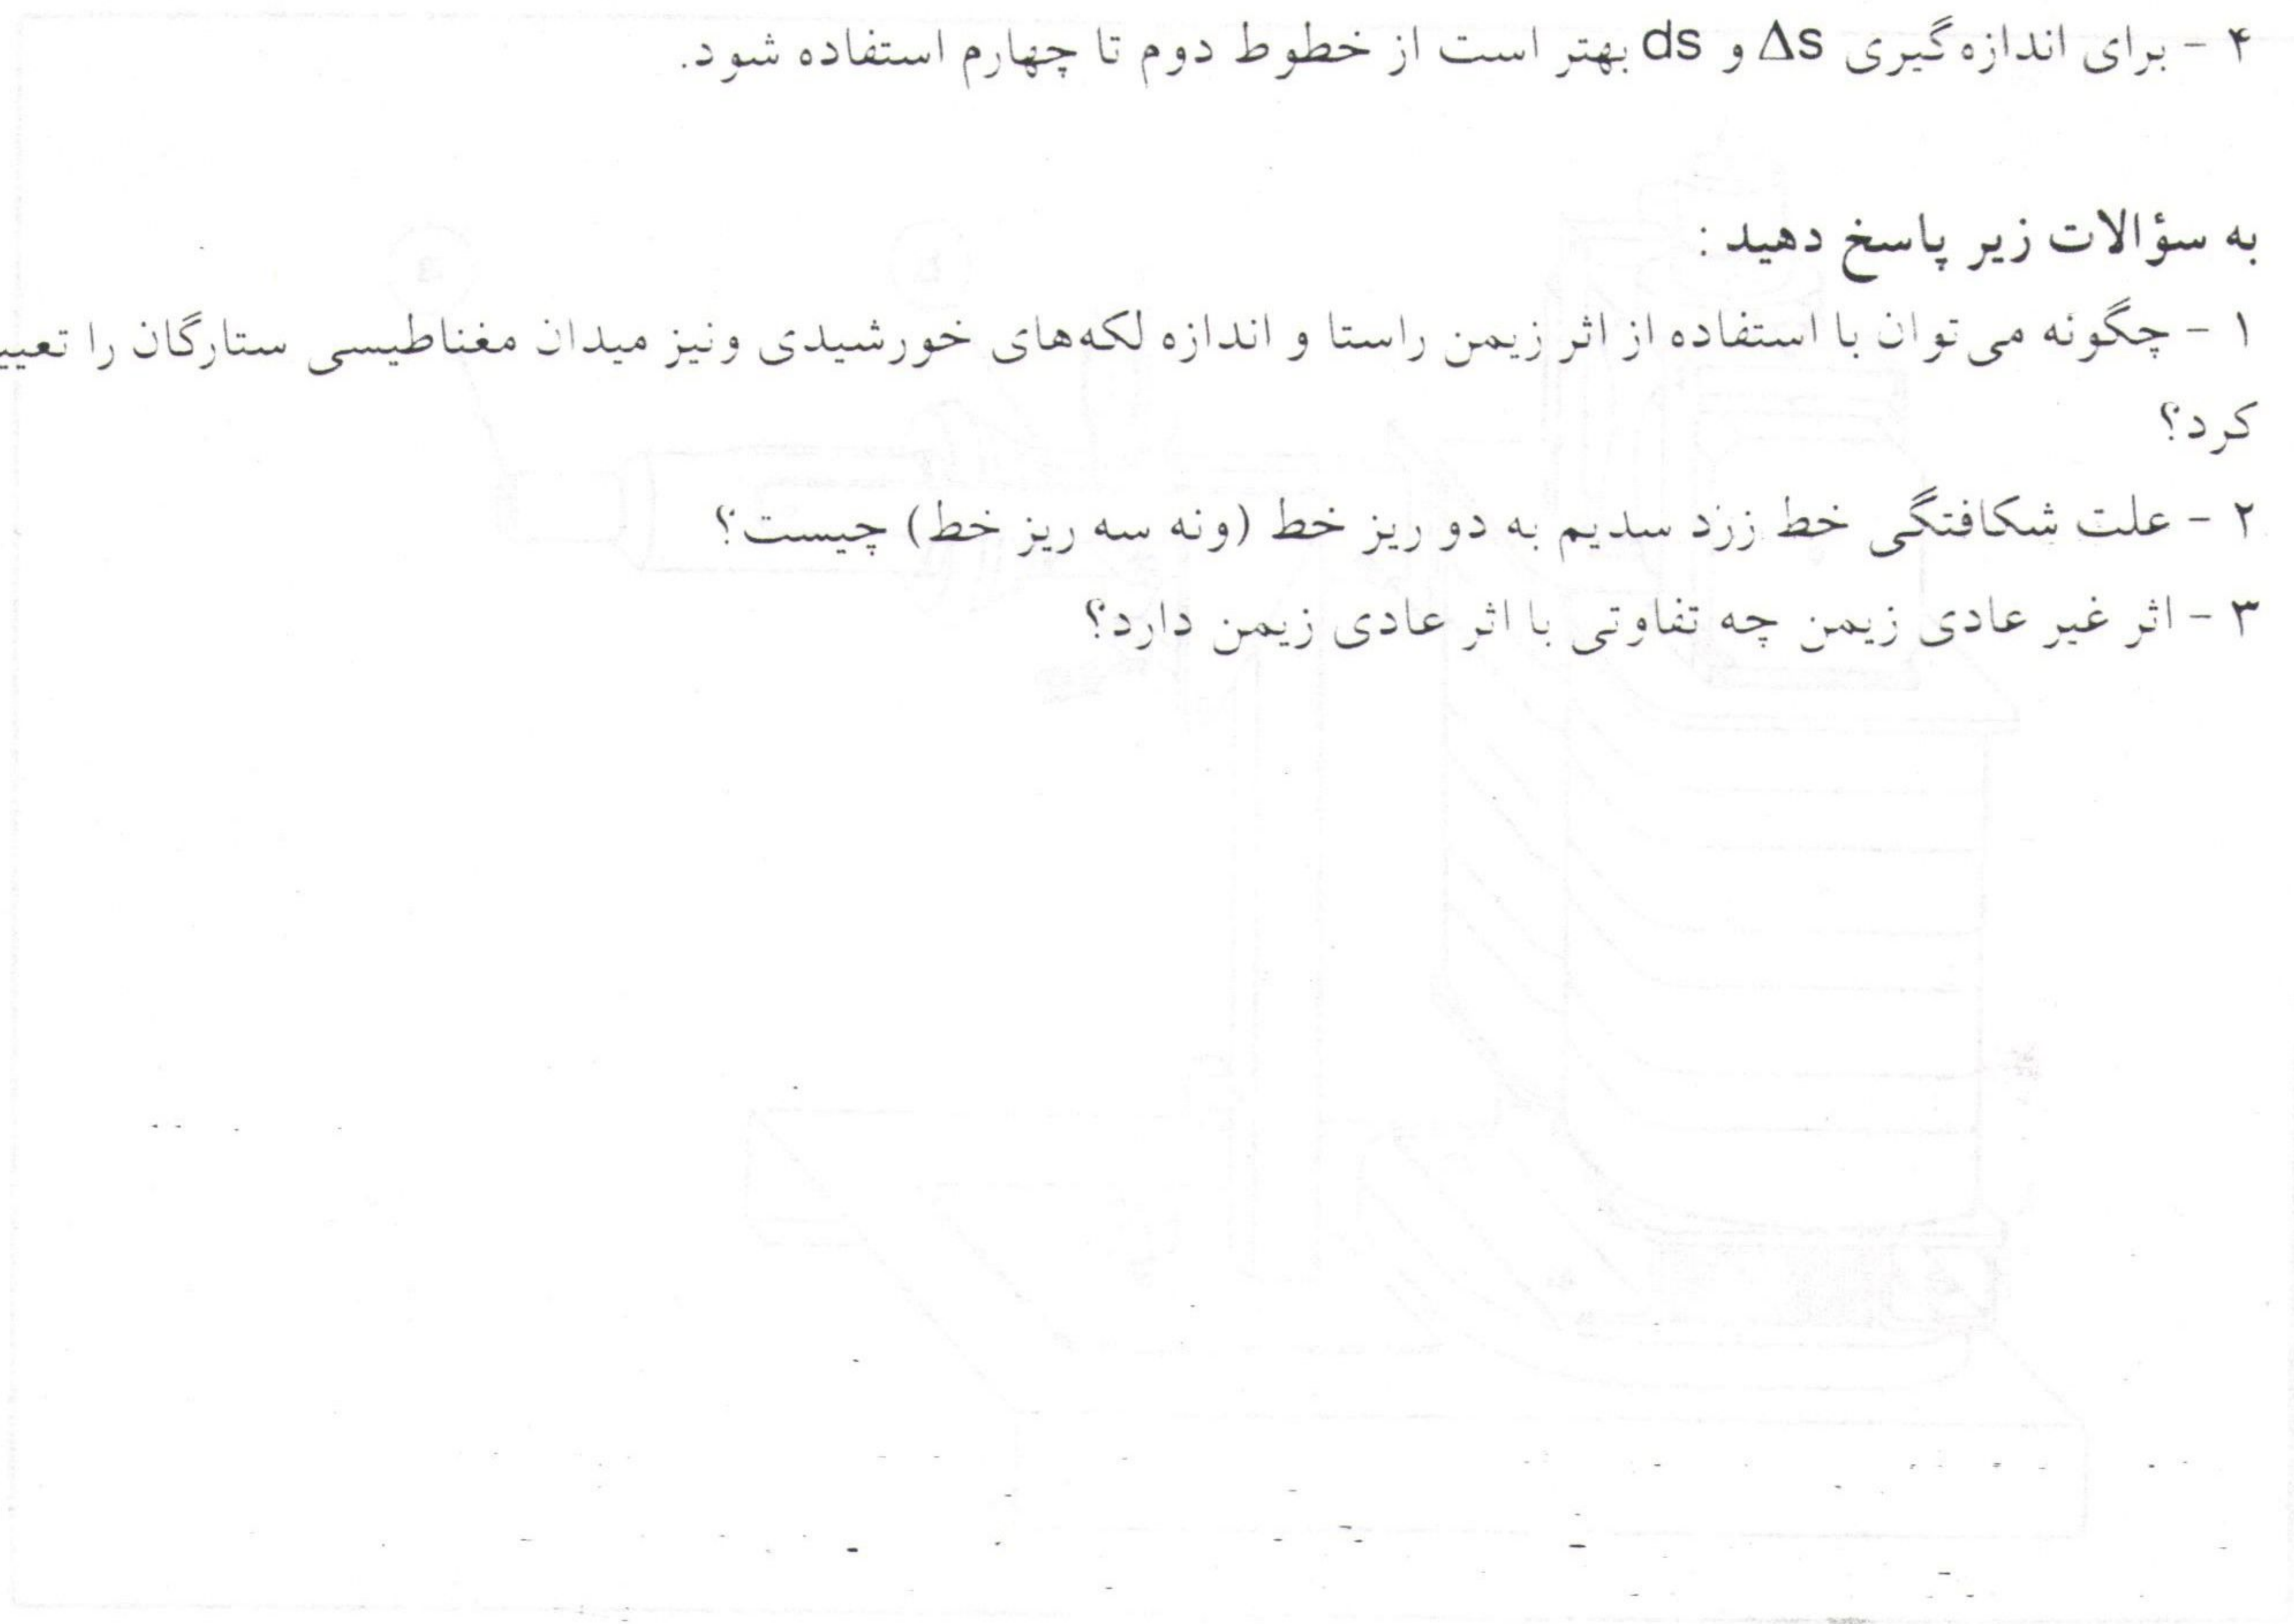 ۴ - برای اندازه‌گیری Δs و ds بهتر است از خطوط دوم تا چهارم استفاده شود.
به سؤالات زیر پاسخ دهید :
۱ - چگونه می‌توان با استفاده از اثر زیمن راستا و اندازه لکه‌های خورشیدی ونیز میدان مغناطیسی ستارگان را تعیی
کرد؟
۲ - علت شکافتگی خط زرد سدیم به دو ریز خط (ونه سه ریز خط) چیست؟
۳ - اثر غیر عادی زیمن چه تفاوتی با اثر عادی زیمن دارد؟